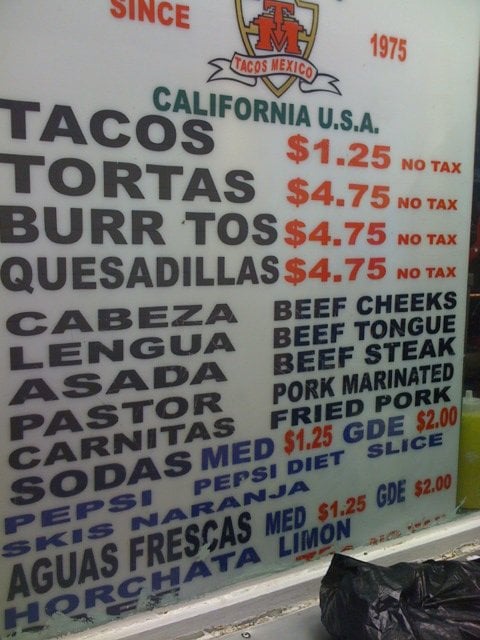 SINCE 1975
TM
TACOS MEXICO
CALIFORNIA U.S.A.
TACOS $1.25 NO TAX
TORTAS $4.75 NO TAX
BURR TOS $4.75 NO TAX
QUESADILLAS $4.75 NO TAX
CABEZA BEEF CHEEKS
LENGUA BEEF TONGUE
ASADA BEEF STEAK
PASTOR PORK MARINATED
CARNITAS FRIED PORK
SODAS MED $1.25 GDE $2.00
PEPSI PEPSI DIET SLICE
SKIS NARANJA
AGUAS FRESCAS MED $1.25 GDE $2.00
HORCHATA LIMON